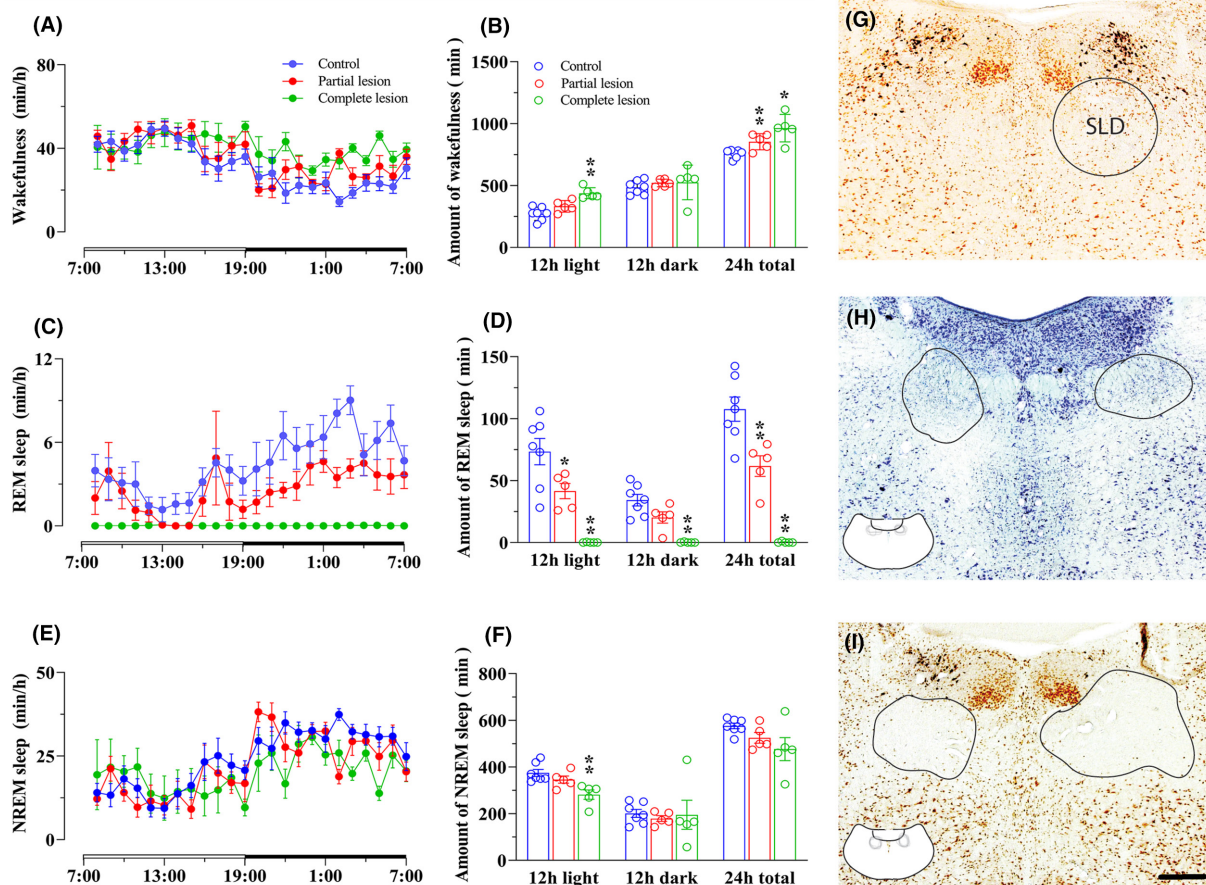 (A)
Wakefulness (min/h)
80
40
0
Control
Partial lesion
Complete lesion
7:00 13:00 19:00 1:00 7:00
(B)
Amount of wakefulness ( min )
1500
1000
500
0
Control
Partial lesion
Complete lesion
**
**
*
12h light 12h dark 24h total
(C)
REM sleep (min/h)
12
6
0
7:00 13:00 19:00 1:00 7:00
(D)
Amount of REM sleep ( min )
150
100
50
0
*
**
**
**
**
12h light 12h dark 24h total
(E)
NREM sleep (min/h)
50
25
0
7:00 13:00 19:00 1:00 7:00
(F)
Amount of NREM sleep ( min )
800
600
400
200
0
**
12h light 12h dark 24h total
(G)
SLD
(H)
(I)